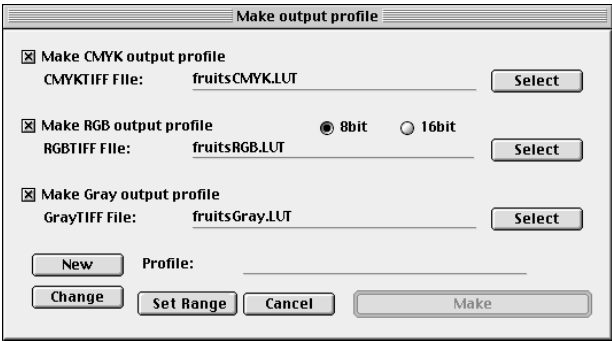 Make output profile
Make CMYK output profile
CMYKTIFF FIle: fruitsCMYK.LUT Select
Make RGB output profile 8bit 16bit
RGBTIFF FIle: fruitsRGB.LUT Select
Make Gray output profile
GrayTIFF File: fruitsGray.LUT Select
New Profile:
Change Set Range Cancel Make